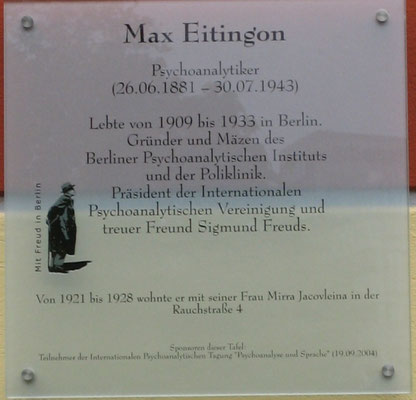 Max Eitingon
Psychoanalytiker
(26.06.1881 – 30.07.1943)
Lebte von 1909 bis 1933 in Berlin.
Gründer und Mäzen des
Berliner Psychoanalytischen Instituts
und der Poliklinik.
Präsident der Internationalen
Psychoanalytischen Vereinigung und
treuer Freund Sigmund Freuds.
Mit Freud in Berlin
Von 1921 bis 1928 wohnte er mit seiner Frau Mirra Jacovleina in der
Rauchstraße 4
Sponsoren dieser Tafel:
Teilnehmer der Internationalen Psychoanalytischen Tagung "Psychoanalyse und Sprache" (19.09.2004)